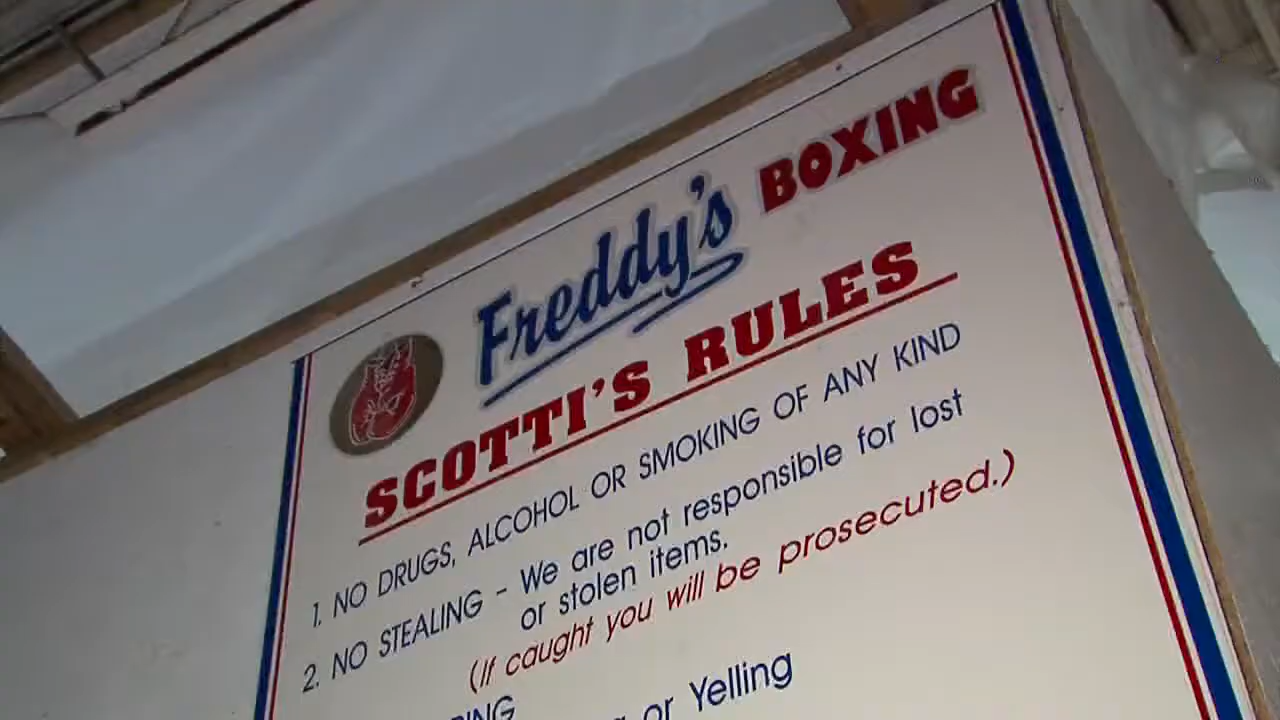 Freddy's BOXING
SCOTTI'S RULES
1. NO DRUGS, ALCOHOL OR SMOKING OF ANY KIND
2. NO STEALING - We are not responsible for lost
or stolen items.
(If caught you will be prosecuted.)
or Yelling